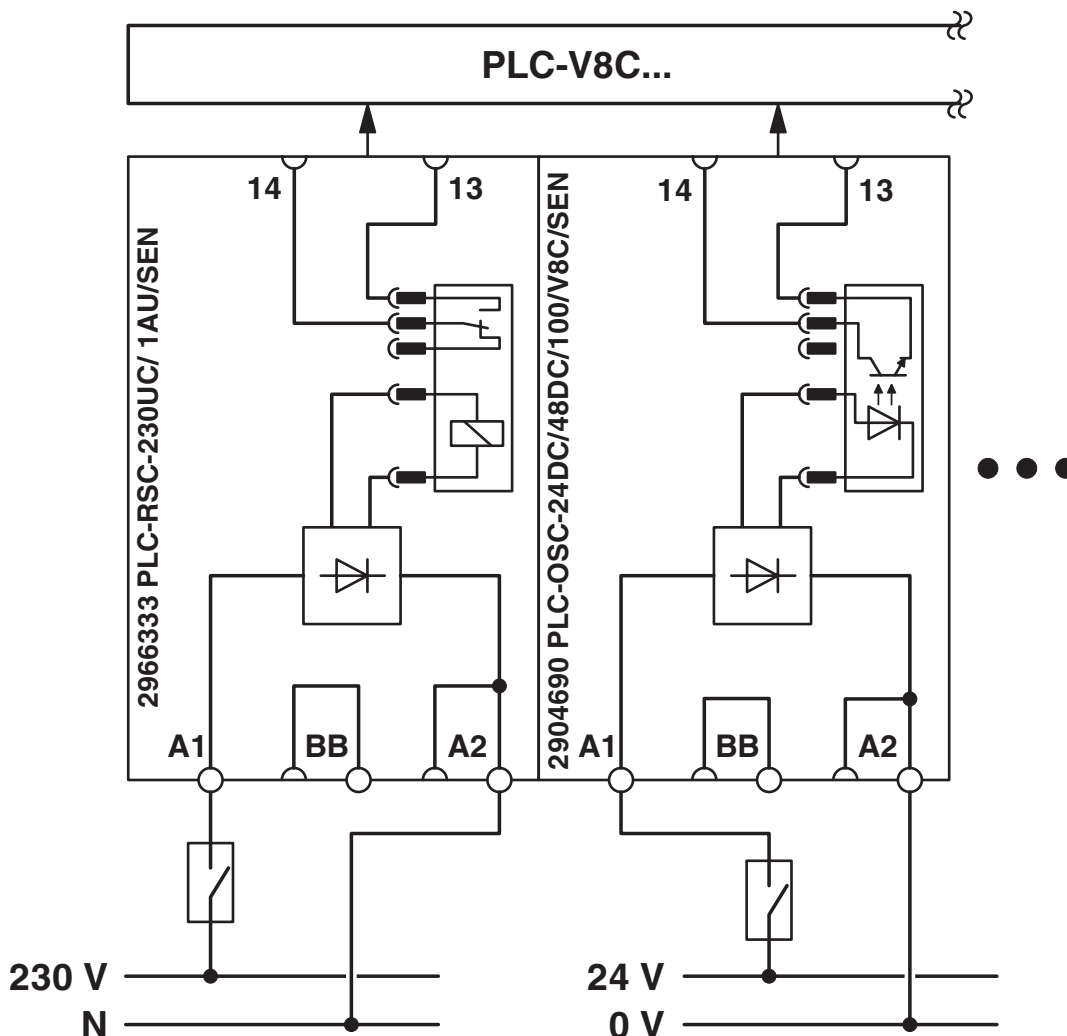 PLC-V8C...
14
13
14
13
2966333 PLC-RSC-230UC/ 1AU/SEN
2904690 PLC-OSC-24DC/48DC/100/V8C/SEN
A1
BB
A2
A1
BB
A2
230 V
24 V
N
0 V